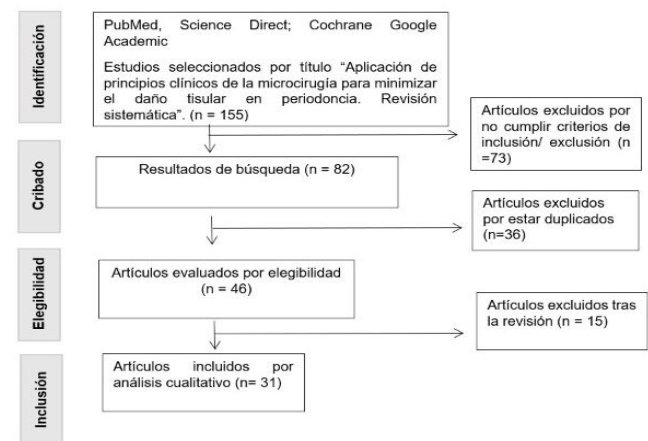 Identificación
PubMed, Science Direct; Cochrane Google
Academic
Estudios seleccionados por título “Aplicación de
principios clínicos de la microcirugía para minimizar
el daño tisular en periodoncia. Revisión
sistemática”. (n = 155)
Artículos excluidos por
no cumplir criterios de
inclusión/ exclusión (n
=73)
Cribado
Resultados de búsqueda (n = 82)
Artículos excluidos
por estar duplicados
(n=36)
Elegibilidad
Artículos evaluados por elegibilidad
(n = 46)
Artículos excluidos tras
la revisión (n = 15)
Inclusión
Artículos incluidos por
análisis cualitativo (n= 31)